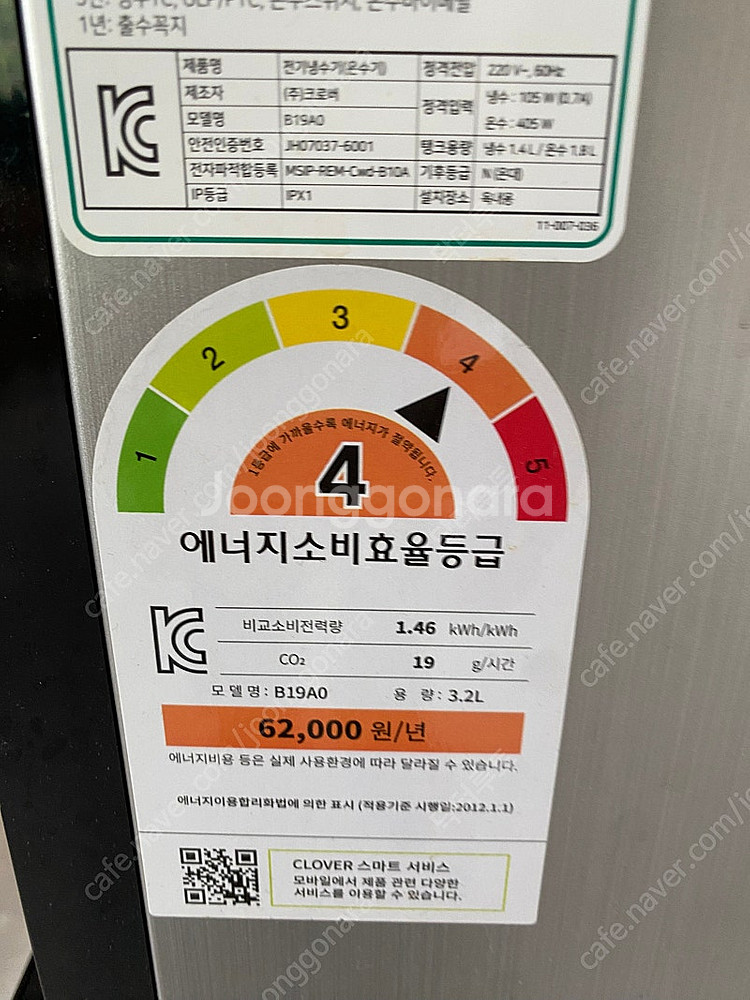 1년: 출수꼭지
제품명 전기냉수기(온수기) 정격전압 220 V~, 60Hz
제조자 (주)크로버 정격입력 냉수 : 105 W (0.7A)
모델명 B19A0 온수 : 405 W
안전인증번호 JH07037-6001 탱크용량 냉수 1.4 L / 온수 1.8 L
전자파적합등록 MSIP-REM-Cwd-B10A 기후등급 N (온대)
IP등급 IPX1 설치장소 옥내용
11-007-036
1 2 3 4 5
1등급에 가까울수록 에너지가 절약됩니다.
4
에너지소비효율등급
비교소비전력량 1.46 kWh/kWh
CO₂ 19 g/시간
모델명 : B19A0 용 량 : 3.2L
62,000 원/년
에너지비용 등은 실제 사용환경에 따라 달라질 수 있습니다.
에너지이용합리화법에 의한 표시 (적용기준 시행일:2012.1.1)
CLOVER 스마트 서비스
모바일에서 제품 관련 다양한
서비스를 이용할 수 있습니다.
Joonggonara
cafe.naver.com/joonggonara